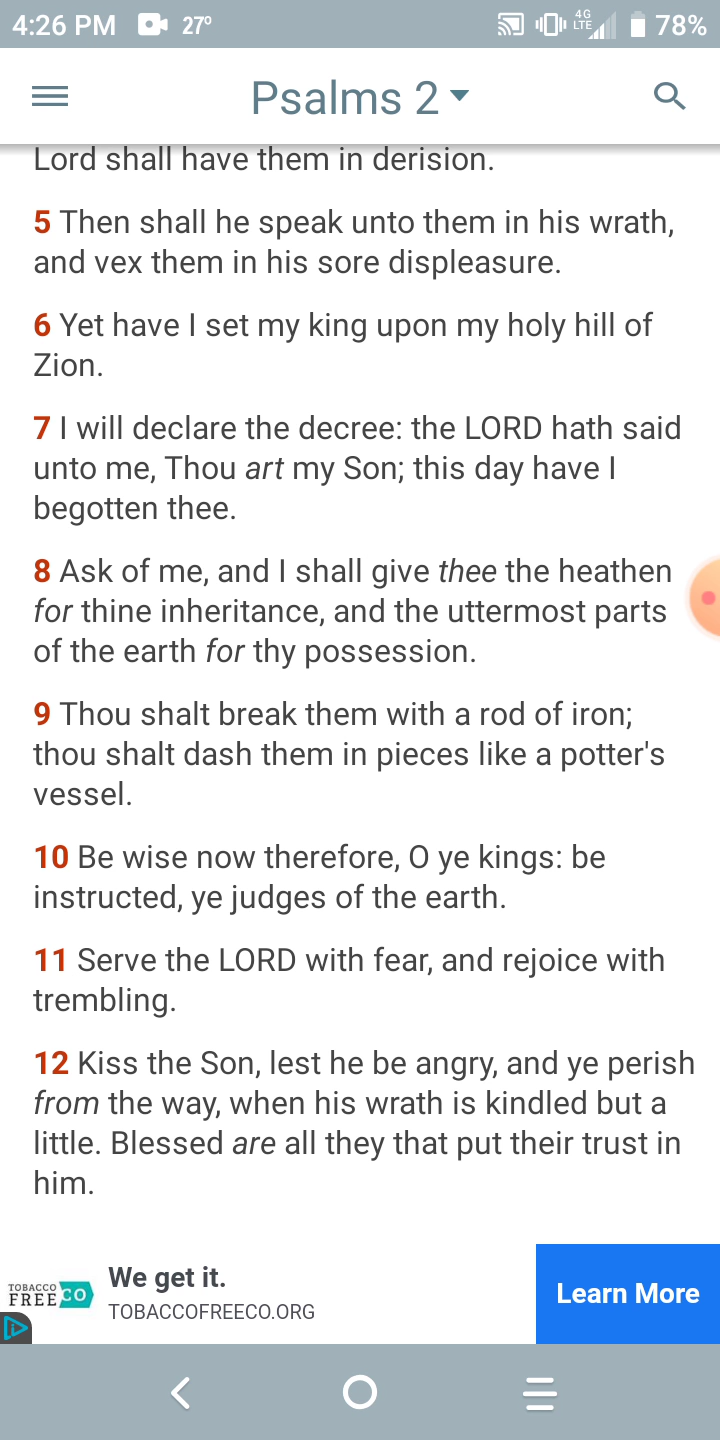 4:26 PM 27° 4G LTE 78%
Psalms 2
Lord shall have them in derision.
5 Then shall he speak unto them in his wrath,
and vex them in his sore displeasure.
6 Yet have I set my king upon my holy hill of
Zion.
7 I will declare the decree: the LORD hath said
unto me, Thou art my Son; this day have I
begotten thee.
8 Ask of me, and I shall give thee the heathen
for thine inheritance, and the uttermost parts
of the earth for thy possession.
9 Thou shalt break them with a rod of iron;
thou shalt dash them in pieces like a potter's
vessel.
10 Be wise now therefore, O ye kings: be
instructed, ye judges of the earth.
11 Serve the LORD with fear, and rejoice with
trembling.
12 Kiss the Son, lest he be angry, and ye perish
from the way, when his wrath is kindled but a
little. Blessed are all they that put their trust in
him.
TOBACCO
FREE CO
We get it.
TOBACCOFREECO.ORG
Learn More